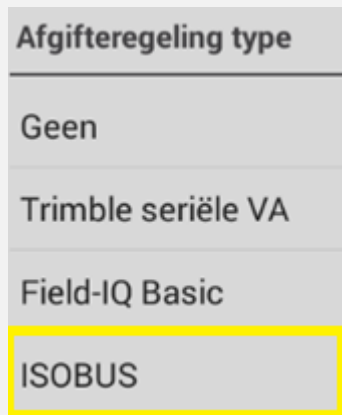 Afgifteregeling type
Geen
Trimble seriële VA
Field-IQ Basic
ISOBUS